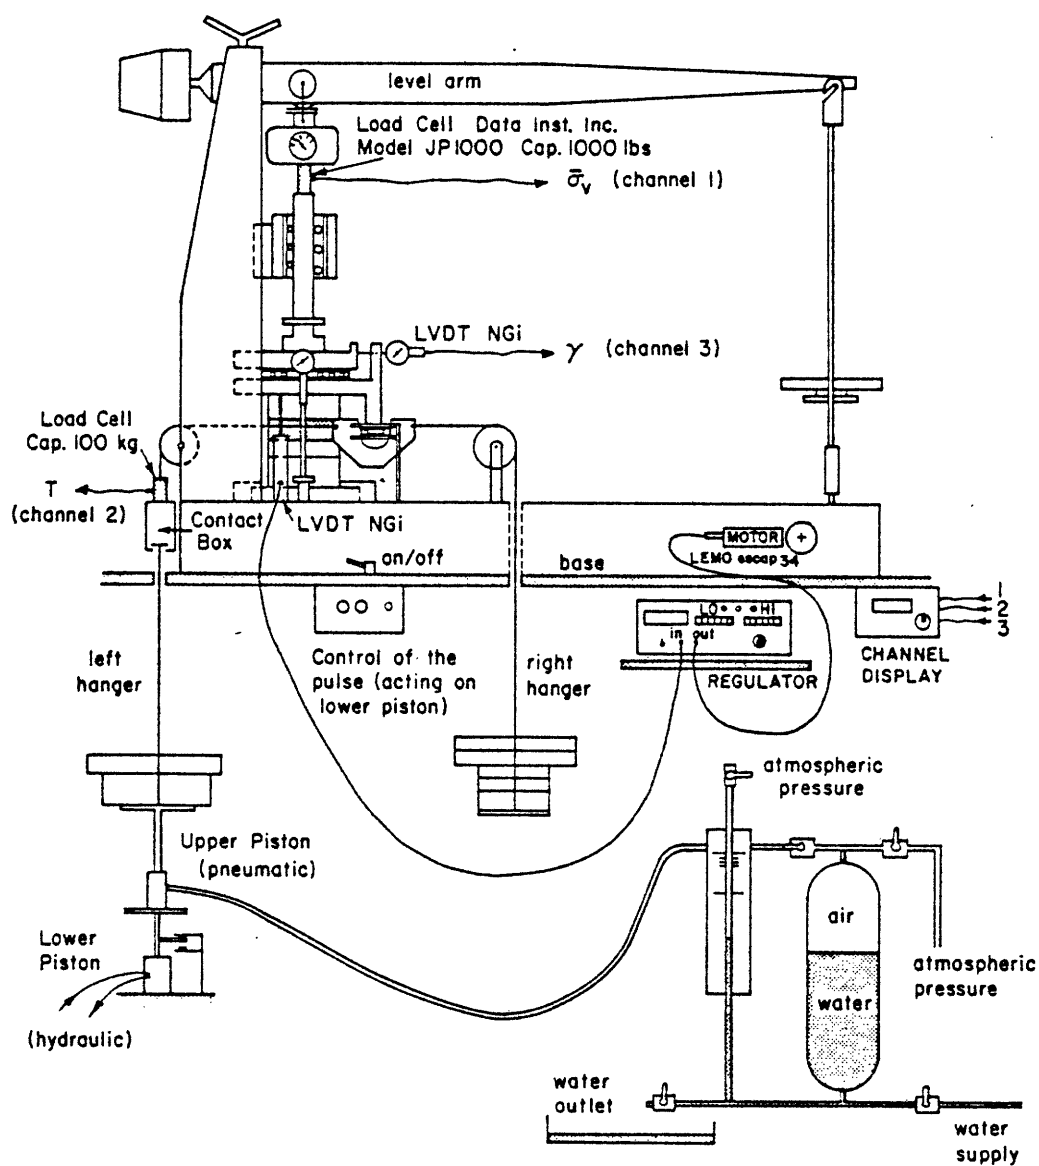 level arm
Load Cell Data Inst. Inc.
Model JP1000 Cap. 1000 lbs
σ̄v (channel 1)
LVDT NGi
γ (channel 3)
Load Cell
Cap. 100 kg
T
(channel 2)
Contact
Box
LVDT NGi
on/off
base
MOTOR
LEMO escap 34
1
2
3
LO HI
in out
CHANNEL
DISPLAY
REGULATOR
left
hanger
Control of the
pulse (acting on
lower piston)
right
hanger
atmospheric
pressure
Upper Piston
(pneumatic)
air
water
atmospheric
pressure
Lower
Piston
(hydraulic)
water
outlet
water
supply